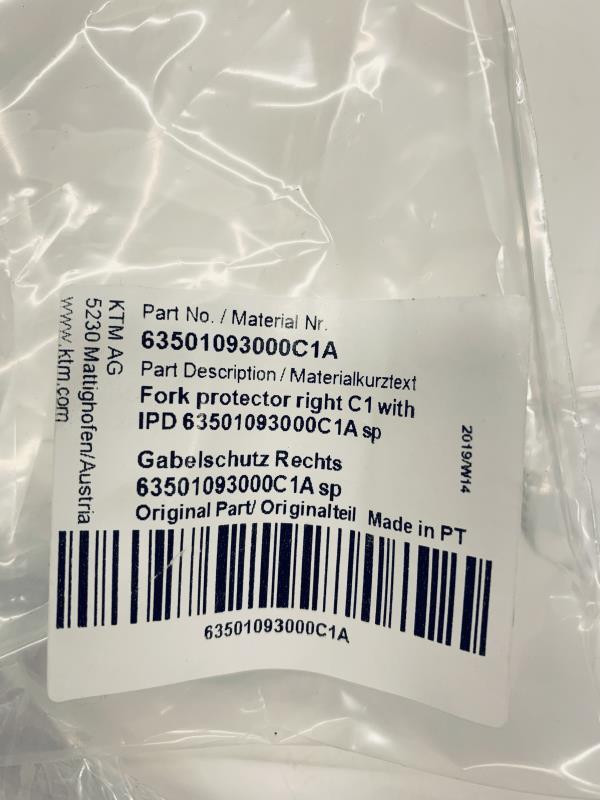 Part No. / Material Nr.
63501093000C1A
Part Description / Materialkurztext
Fork protector right C1 with
IPD 63501093000C1A sp
Gabelschutz Rechts
63501093000C1A sp
Original Part/ Originalteil Made in PT
63501093000C1A
KTM AG
5230 Mattighofen/Austria
www.ktm.com
2019/W14